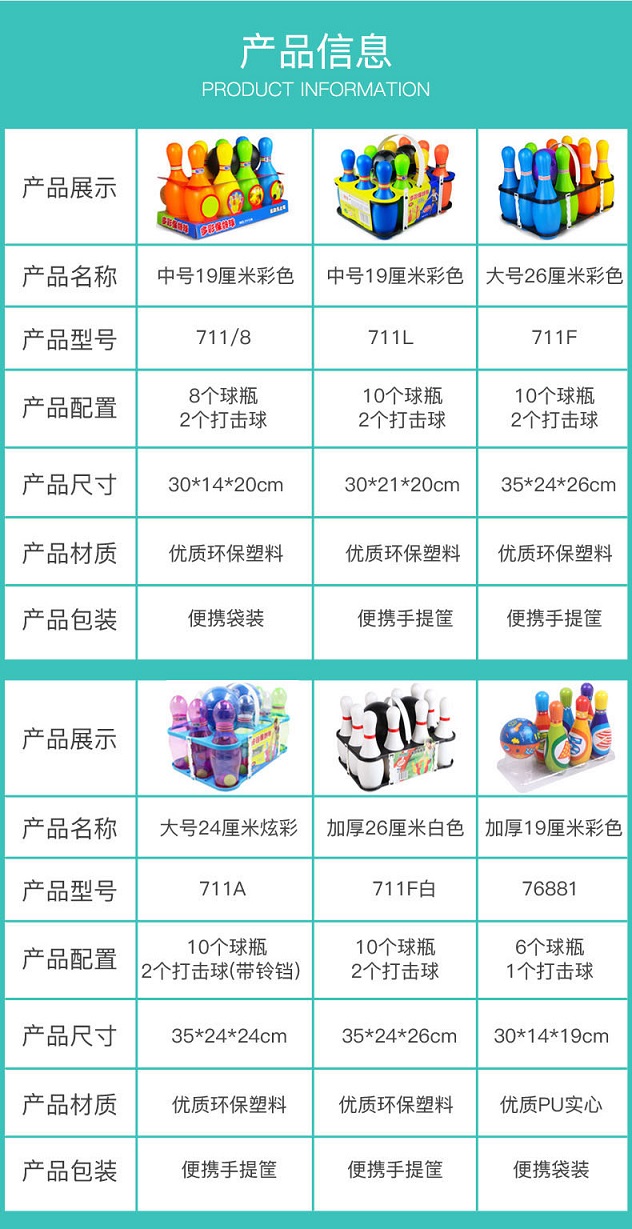 产品信息
PRODUCT INFORMATION
产品展示
多彩保龄球
产品名称 中号19厘米彩色 中号19厘米彩色 大号26厘米彩色
产品型号 711/8 711L 711F
产品配置 8个球瓶 10个球瓶 10个球瓶
2个打击球 2个打击球 2个打击球
产品尺寸 30*14*20cm 30*21*20cm 35*24*26cm
产品材质 优质环保塑料 优质环保塑料 优质环保塑料
产品包装 便携袋装 便携手提筐 便携手提筐
产品展示
产品名称 大号24厘米炫彩 加厚26厘米白色 加厚19厘米彩色
产品型号 711A 711F白 76881
产品配置 10个球瓶 10个球瓶 6个球瓶
2个打击球(带铃铛) 2个打击球 1个打击球
产品尺寸 35*24*24cm 35*24*26cm 30*14*19cm
产品材质 优质环保塑料 优质环保塑料 优质PU实心
产品包装 便携手提筐 便携手提筐 便携袋装